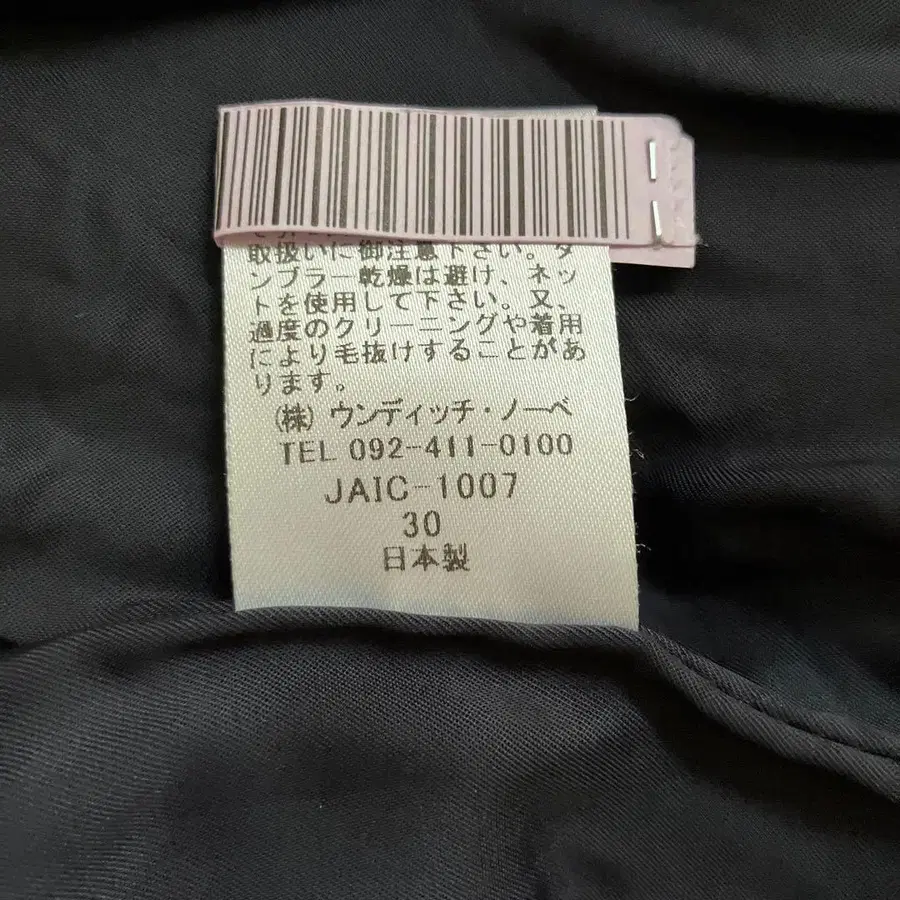 取扱いに御注意下さい。タ
ンブラー乾燥は避け、ネッ
トを使用して下さい。又、
過度のクリーニングや着用
により毛抜けすることがあ
ります。
(株) ウンディッチ・ノーベ
TEL 092-411-0100
JAIC-1007
30
日本製